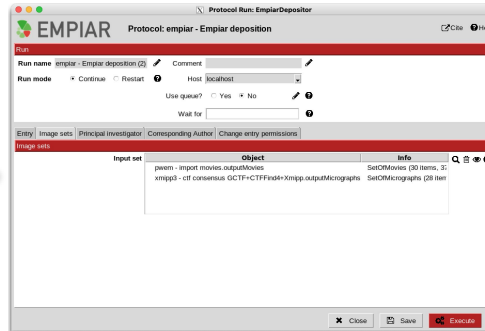 Protocol Run: EmpiarDepositor
EMPIAR Protocol: empiar - Empiar deposition Cite
Run
Run name empiar - Empiar deposition (2) Comment
Run mode Continue Restart Host localhost
Use queue? Yes No
Wait for
Entry Image sets Principal investigator Corresponding Author Change entry permissions
Image sets
Input set Object Info
pwem - import movies.outputMovies SetOfMovies (30 items,
xmipp3 - ctf consensus GCTF+CTFFind4+Xmipp.outputMicrographs SetOfMicrographs (28 item
Close Save Execute